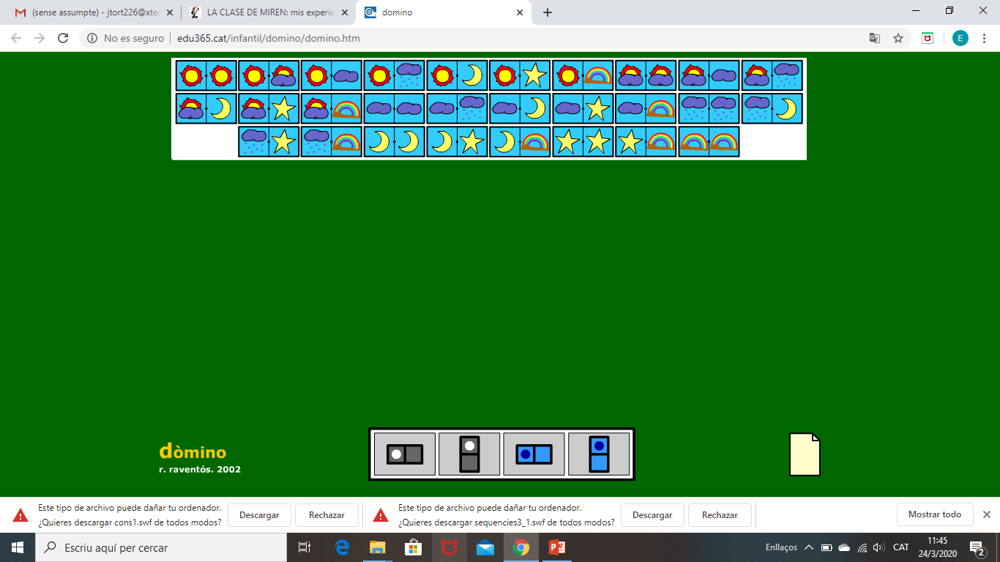 (sense assumpte) - jtort226@xtec
LA CLASE DE MIREN: mis experie
domino
No es seguro
edu365.cat/infantil/domino/domino.htm
E
dòmino
r. raventós. 2002
Este tipo de archivo puede dañar tu ordenador.
¿Quieres descargar cons1.swf de todos modos?
Descargar
Rechazar
Este tipo de archivo puede dañar tu ordenador.
¿Quieres descargar sequencies3_1.swf de todos modos?
Descargar
Rechazar
Mostrar todo
Escriu aquí per cercar
Enllaços
CAT
11:45
24/3/2020
2